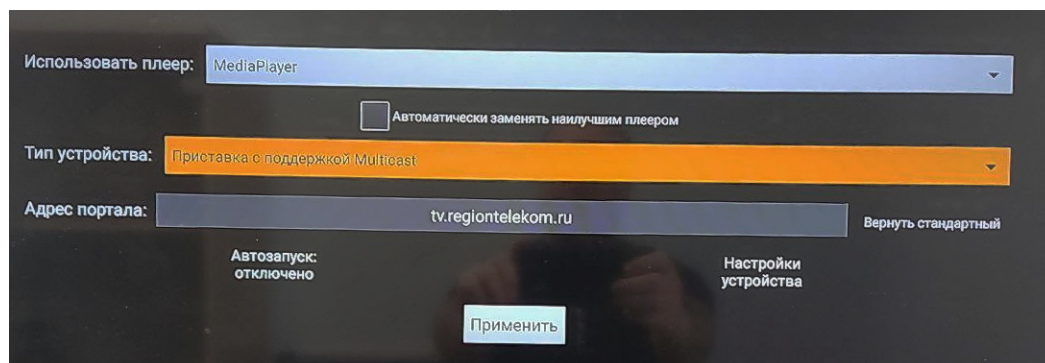 Использовать плеер: MediaPlayer
Автоматически заменять наилучшим плеером
Тип устройства: Приставка с поддержкой Multicast
Адрес портала: tv.regiontelekom.ru Вернуть стандартный
Автозапуск:
отключено
Настройки
устройства
Применить